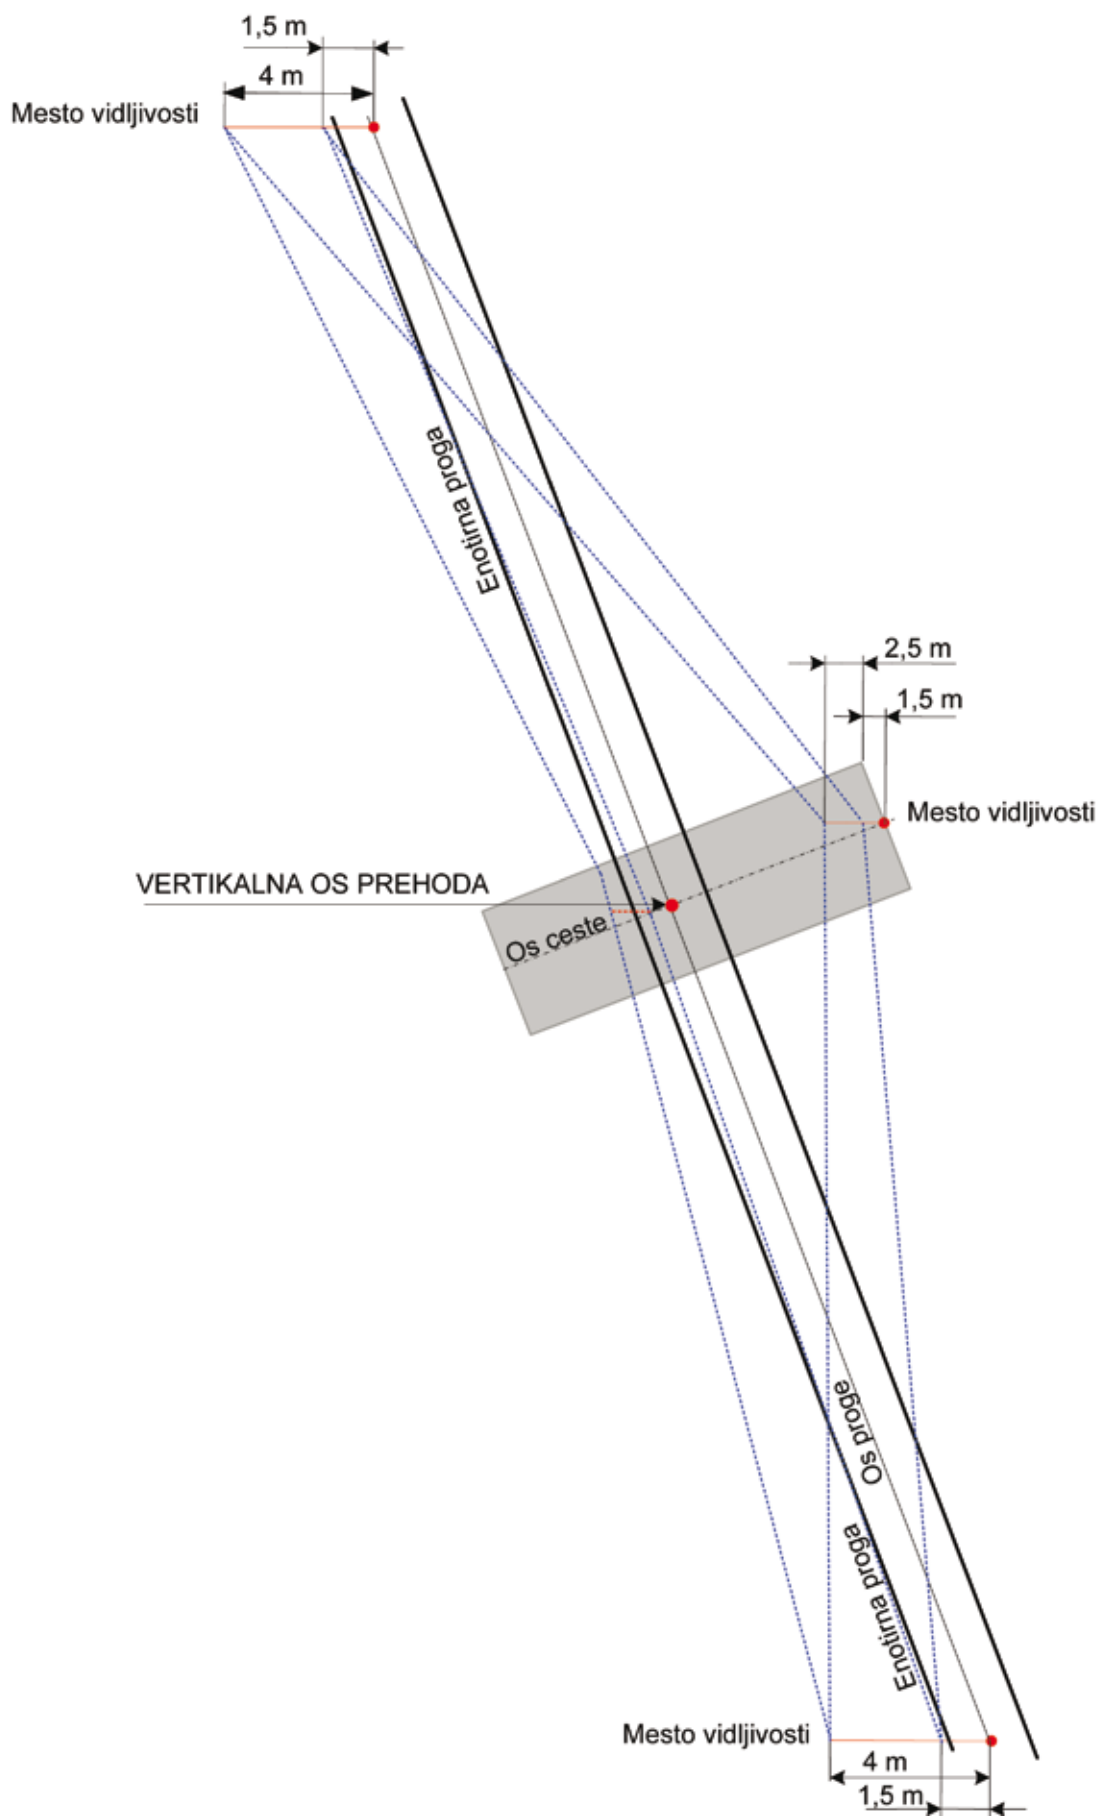 1,5 m
4 m
Mesto vidljivosti
Enotirna proga
2,5 m
1,5 m
Mesto vidljivosti
VERTIKALNA OS PREHODA
Os ceste
Os proge
Enotirna proga
Mesto vidljivosti
4 m
1,5 m